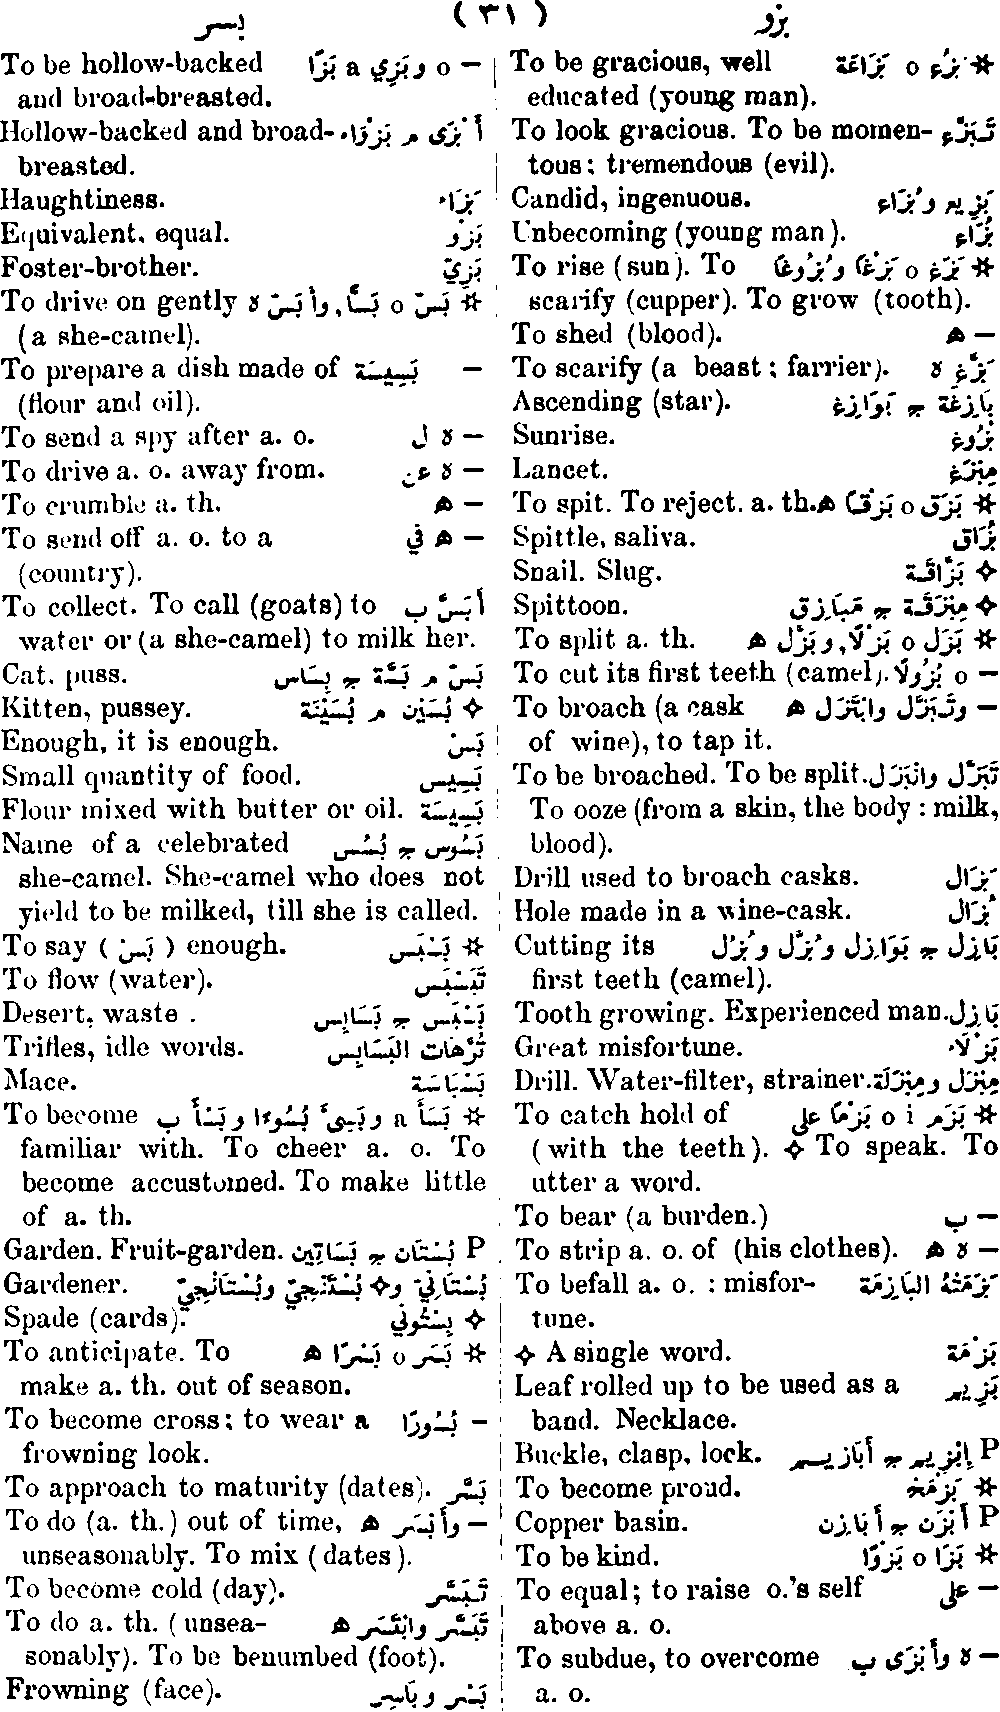 بسر ( ٣١ ) بزو
To be gracious, well بَزُع o بَزَاعَة ✻
educated (young man).
To look gracious. To be momen- تَبَزَّع
tous; tremendous (evil).
Candid, ingenuous. بَزِيع وبُزَاع
Unbecoming (young man). بُزَاع
To rise (sun). To ✻ بَزَغ o بَزْغًا وبُزُوغًا
scarify (cupper). To grow (tooth).
To shed (blood). — ه
To scarify (a beast; farrier). بَزَّغ ة
Ascending (star). بَازِغَة ج بَوَازِغ
Sunrise. بُزُوغ
Lancet. مِبْزَغ
To spit. To reject. a. th. ✻ بَزَق o بَزْقًا ه
Spittle, saliva. بُزَاق
Snail. Slug. ✧ بَزَّاقَة
Spittoon. ✧ مِبْزَقَة ج مَبَازِق
To split a. th. ✻ بَزَل o بَزْلًا, وبَزَّل ه
To cut its first teeth (camel). — o بُزُولًا
To broach (a cask — وتَبَزَّل وابْتَزَل ه
of wine), to tap it.
To be broached. To be split. تَبَزَّل وانْبَزَل
To ooze (from a skin, the body : milk,
blood).
Drill used to broach casks. بَزَال
Hole made in a wine-cask. بُزَال
Cutting its بَازِل ج بَوَازِل وبُزَّل وبُزْل
first teeth (camel).
Tooth growing. Experienced man. بَازِل
Great misfortune. بَزْلَاء
Drill. Water-filter, strainer. مِبْزَل ومِبْزَلَة
To catch hold of ✻ بَزَم i o بَزْمًا على
(with the teeth). ✧ To speak. To
utter a word.
To bear (a burden.) — ب
To strip a. o. of (his clothes). — ة ه
To befall a. o. : misfor- بَزَمَتْهُ البَازِمَة
tune.
✧ A single word. بَزْمَة
Leaf rolled up to be used as a بَزِيم
band. Necklace.
Buckle, clasp, lock. P إِبْزِيم ج أَبَازِيم
To become proud. ✻ بَزْمَخ
Copper basin. P أَبْزَن ج أَبَازِن
To be kind. ✻ بَزَا o بَزْوًا
To equal; to raise o.'s self — على
above a. o.
To subdue, to overcome — ة وأَبْزَى ب
a. o.
To be hollow-backed — o وبَزِي a بَزًا
and broad-breasted.
Hollow-backed and broad- أَبْزَى م بَزْوَاء
breasted.
Haughtiness. بَزَاء
Equivalent, equal. بَزْو
Foster-brother. بَزِيّ
To drive on gently ✻ بَسّ o بَسًّا, وأَبَسّ ة
(a she-camel).
To prepare a dish made of — بَسِيسَة
(flour and oil).
To send a spy after a. o. — ة ل
To drive a. o. away from. — ة عن
To crumble a. th. — ه
To send off a. o. to a — ه في
(country).
To collect. To call (goats) to أَبَسّ ب
water or (a she-camel) to milk her.
Cat, puss. بَسّ م بَسَّة ج بِسَاس
Kitten, pussey. ✧ بُسَيْن م بُسَيْنَة
Enough, it is enough. بَسْ
Small quantity of food. بَسِيس
Flour mixed with butter or oil. بَسِيسَة
Name of a celebrated بَسُوس ج بُسُس
she-camel. She-camel who does not
yield to be milked, till she is called.
To say ( بَسْ ) enough. ✻ بَسْبَس
To flow (water). تَبَسْبَس
Desert, waste . بَسْبَس ج بَسَابِس
Trifles, idle words. تُرَّهَات البَسَابِس
Mace. بَسْبَاسَة
To become ✻ بَسَأ a وبَسِئ بُسُوءًا وبَسْأً ب
familiar with. To cheer a. o. To
become accustomed. To make little
of a. th.
Garden. Fruit-garden. P بُسْتَان ج بَسَاتِين
Gardener. بُسْتَانِيّ و✧ بُسْتَنْجِيّ وبُسْتَانْجِيّ
Spade (cards). ✧ بِسْتُونِي
To anticipate. To ✻ بَسَر o بَسْرًا ه
make a. th. out of season.
To become cross; to wear a — بُسُورًا
frowning look.
To approach to maturity (dates). بَسَّر
To do (a. th.) out of time, — وأَبْسَر ه
unseasonably. To mix (dates).
To become cold (day). تَبَسَّر
To do a. th. (unsea- تَبَسَّر وابْتَسَر ه
sonably). To be benumbed (foot).
Frowning (face). بَسْر وبَاسِر